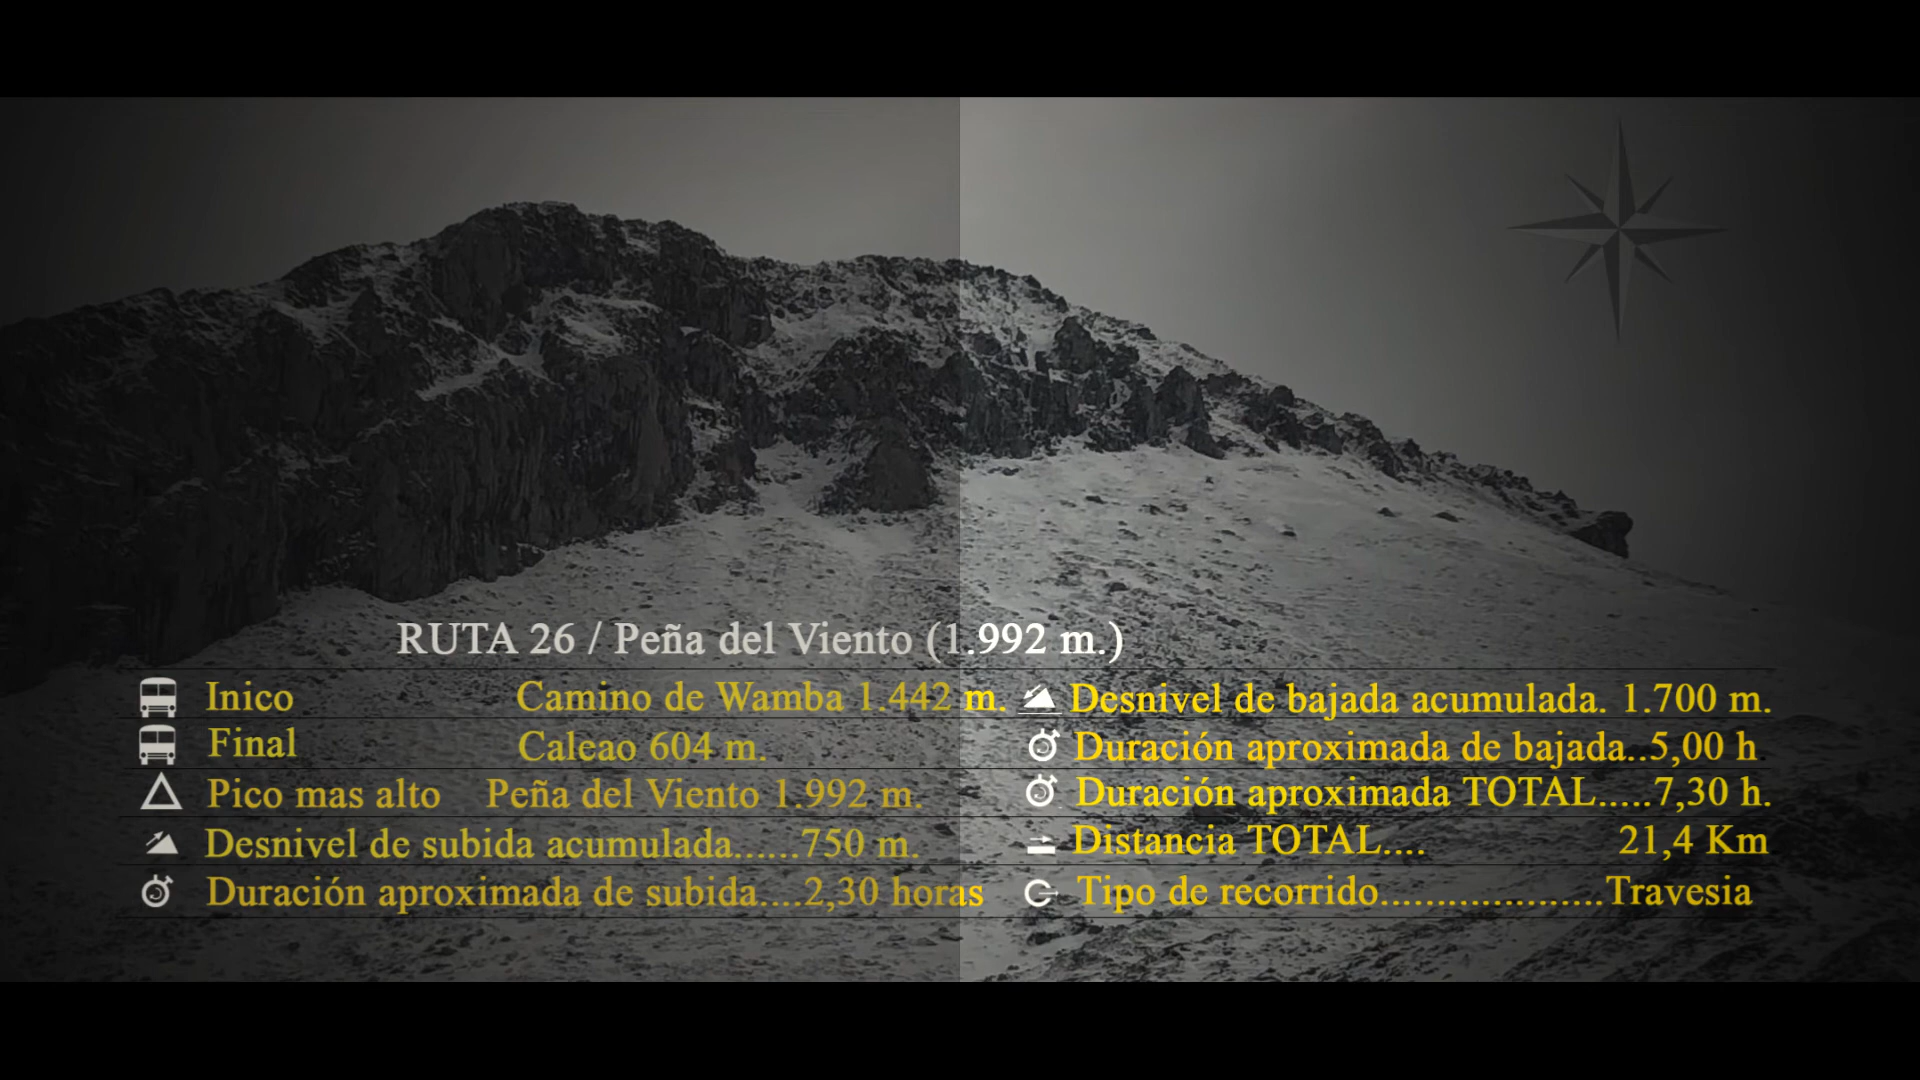 RUTA 26 / Peña del Viento (1.992 m.)
Inico Camino de Wamba 1.442 m.
Final Caleao 604 m.
Pico mas alto Peña del Viento 1.992 m.
Desnivel de subida acumulada......750 m.
Duración aproximada de subida....2,30 horas
Desnivel de bajada acumulada. 1.700 m.
Duración aproximada de bajada..5,00 h
Duración aproximada TOTAL.....7,30 h.
Distancia TOTAL.... 21,4 Km
Tipo de recorrido....................Travesia